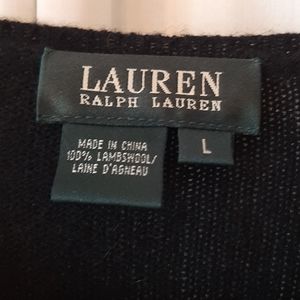 LAUREN
RALPH LAUREN
MADE IN CHINA
100% LAMBSWOOL/
LAINE D'AGNEAU
L